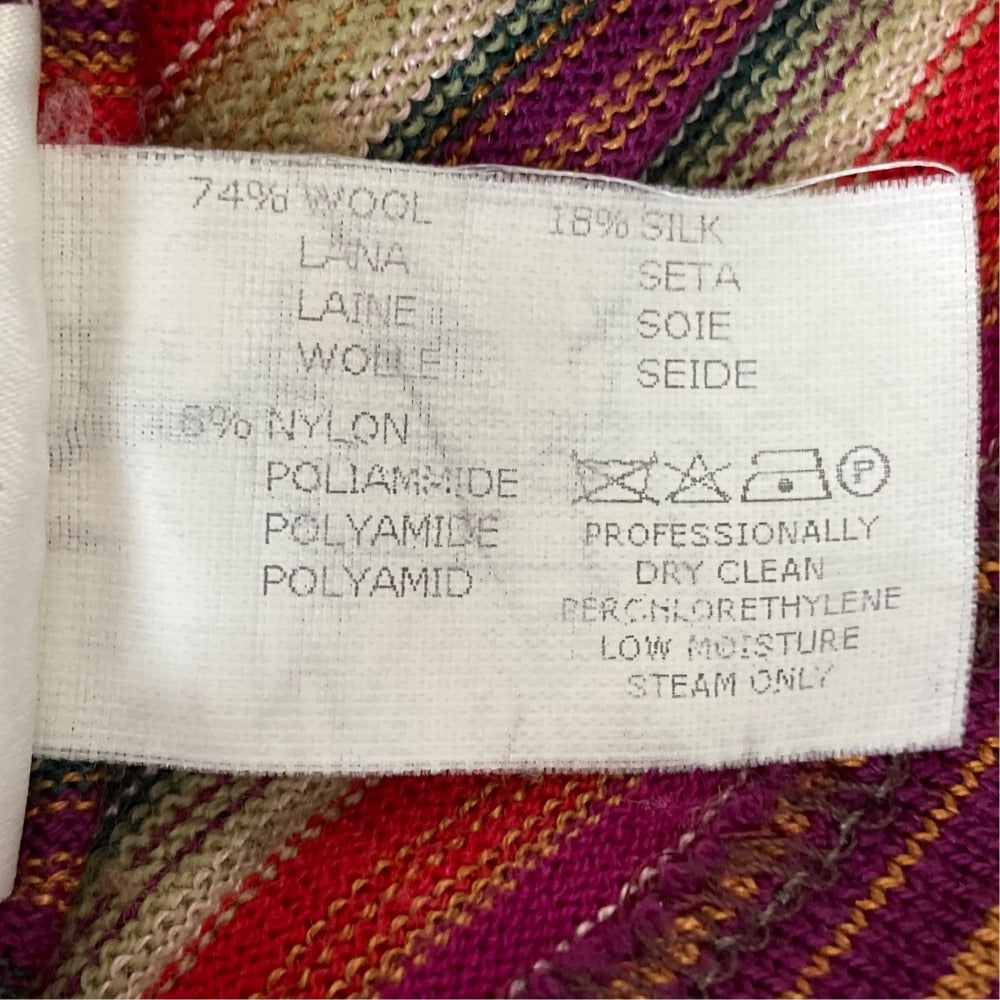 74% WOOL
LANA
LAINE
WOLLE
8% NYLON
POLIAMMIDE
POLYAMIDE
POLYAMID
18% SILK
SETA
SOIE
SEIDE
P
PROFESSIONALLY
DRY CLEAN
PERCHLORETHYLENE
LOW MOISTURE
STEAM ONLY